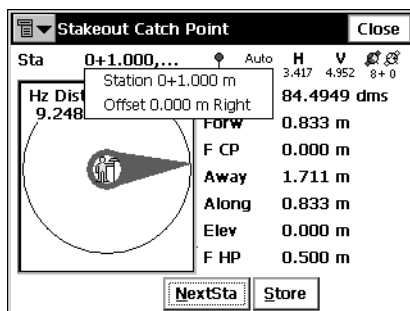 Stakeout Catch Point Close
Sta 0+1.000,... Auto H V
3.417 4.952 8+0
Station 0+1.000 m
Offset 0.000 m Right
Hz Dist
9.248
84.4949 dms
Forw 0.833 m
F CP 0.000 m
Away 1.711 m
Along 0.833 m
Elev 0.000 m
F HP 0.500 m
NextSta Store